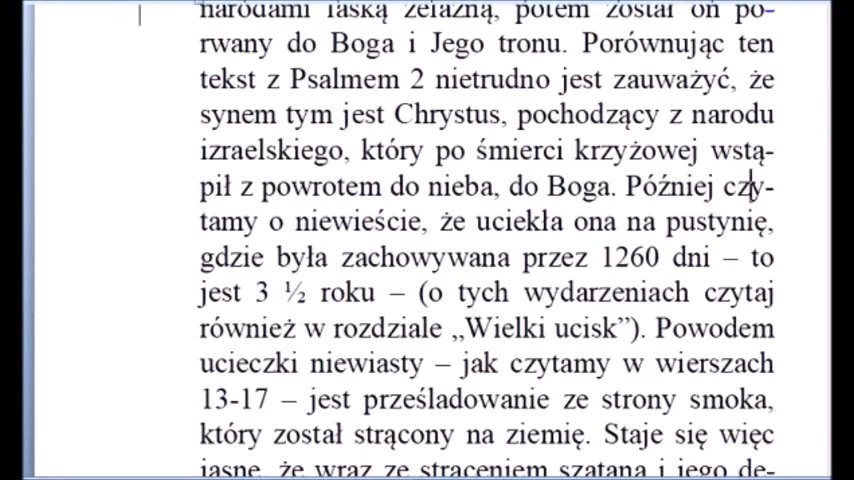 narodami laską żelazną, potem został on po-
rwany do Boga i Jego tronu. Porównując ten
tekst z Psalmem 2 nietrudno jest zauważyć, że
synem tym jest Chrystus, pochodzący z narodu
izraelskiego, który po śmierci krzyżowej wstą-
pił z powrotem do nieba, do Boga. Później czy-
tamy o niewieście, że uciekła ona na pustynię,
gdzie była zachowywana przez 1260 dni – to
jest 3 ½ roku – (o tych wydarzeniach czytaj
również w rozdziale „Wielki ucisk”). Powodem
ucieczki niewiasty – jak czytamy w wierszach
13-17 – jest prześladowanie ze strony smoka,
który został strącony na ziemię. Staje się więc
jasne, że wraz ze strąceniem szatana i jego de-